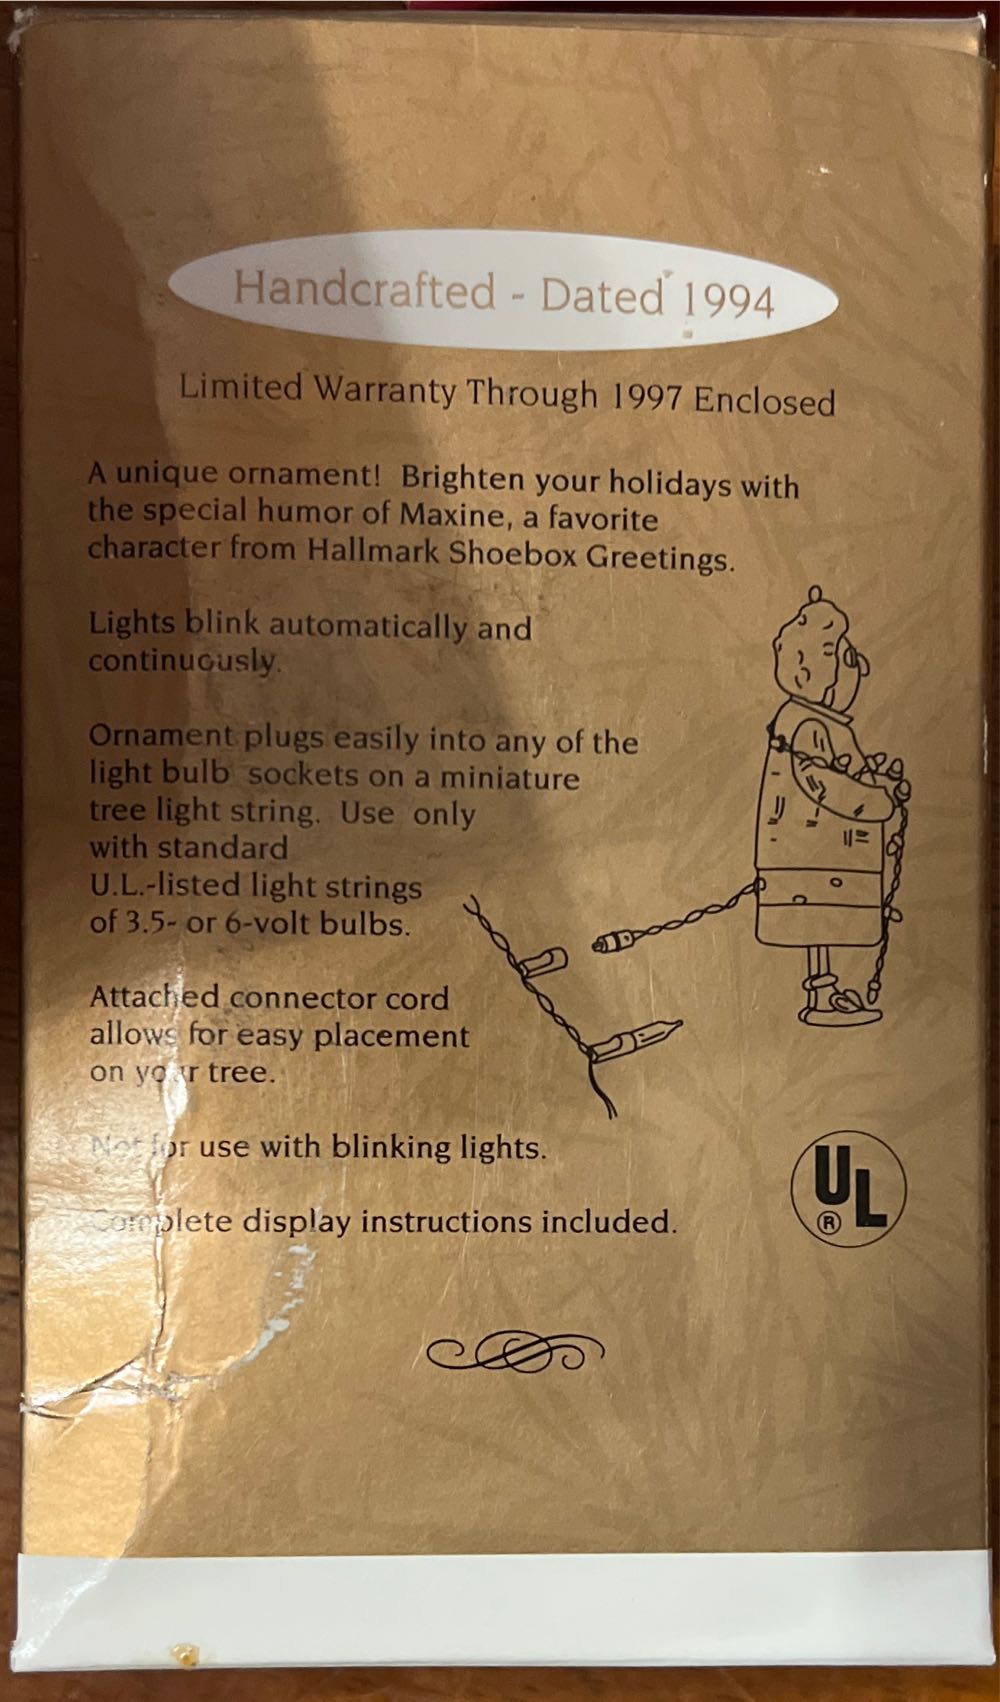 Handcrafted - Dated 1994
Limited Warranty Through 1997 Enclosed
A unique ornament! Brighten your holidays with
the special humor of Maxine, a favorite
character from Hallmark Shoebox Greetings.
Lights blink automatically and
continuously.
Ornament plugs easily into any of the
light bulb sockets on a miniature
tree light string. Use only
with standard
U.L.-listed light strings
of 3.5- or 6-volt bulbs.
Attached connector cord
allows for easy placement
on your tree.
Not for use with blinking lights.
Complete display instructions included.
UL
®